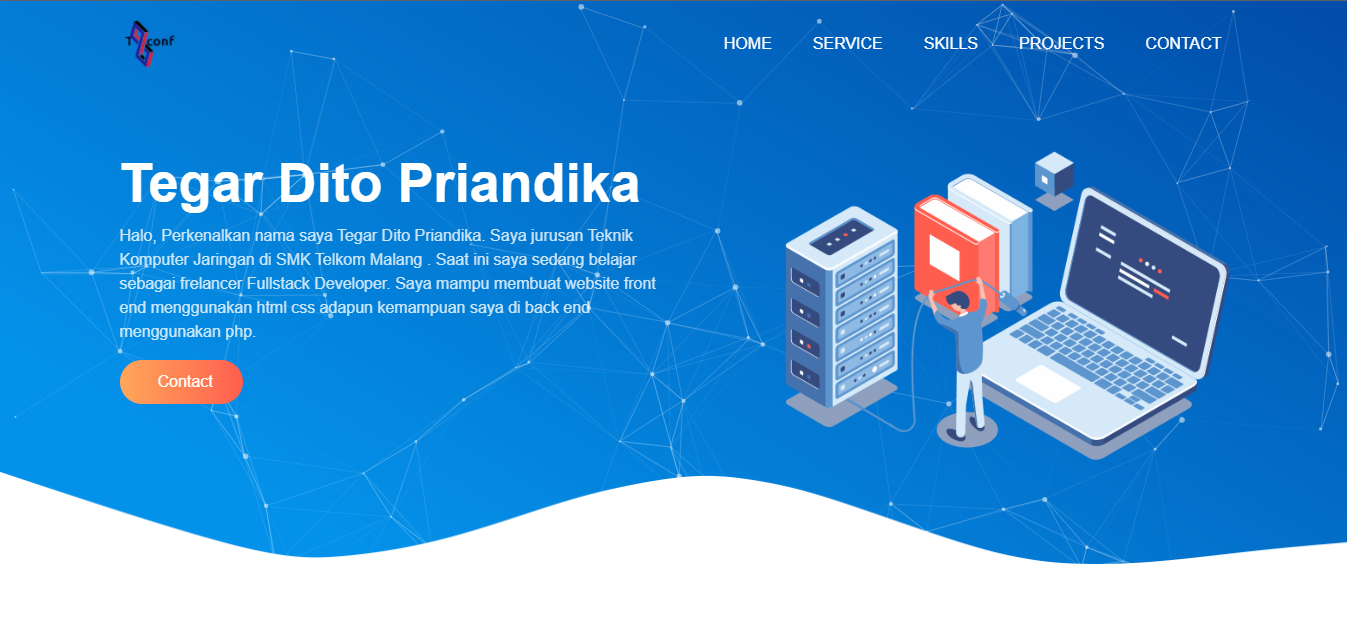 HOME SERVICE SKILLS PROJECTS CONTACT
Tegar Dito Priandika
Halo, Perkenalkan nama saya Tegar Dito Priandika. Saya jurusan Teknik
Komputer Jaringan di SMK Telkom Malang . Saat ini saya sedang belajar
sebagai frelancer Fullstack Developer. Saya mampu membuat website front
end menggunakan html css adapun kemampuan saya di back end
menggunakan php.
Contact